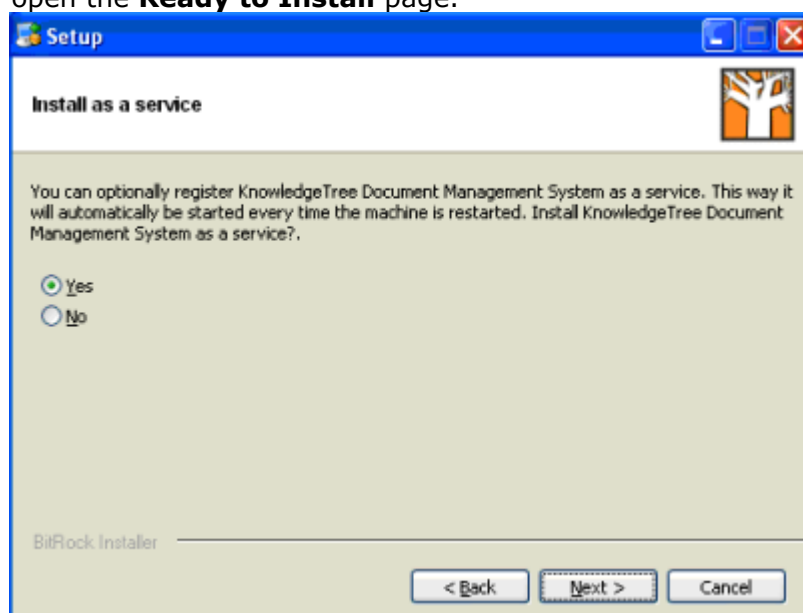 open the Ready to Install page.
Setup
Install as a service
You can optionally register KnowledgeTree Document Management System as a service. This way it
will automatically be started every time the machine is restarted. Install KnowledgeTree Document
Management System as a service?.
Yes
No
BitRock Installer
< Back Next > Cancel